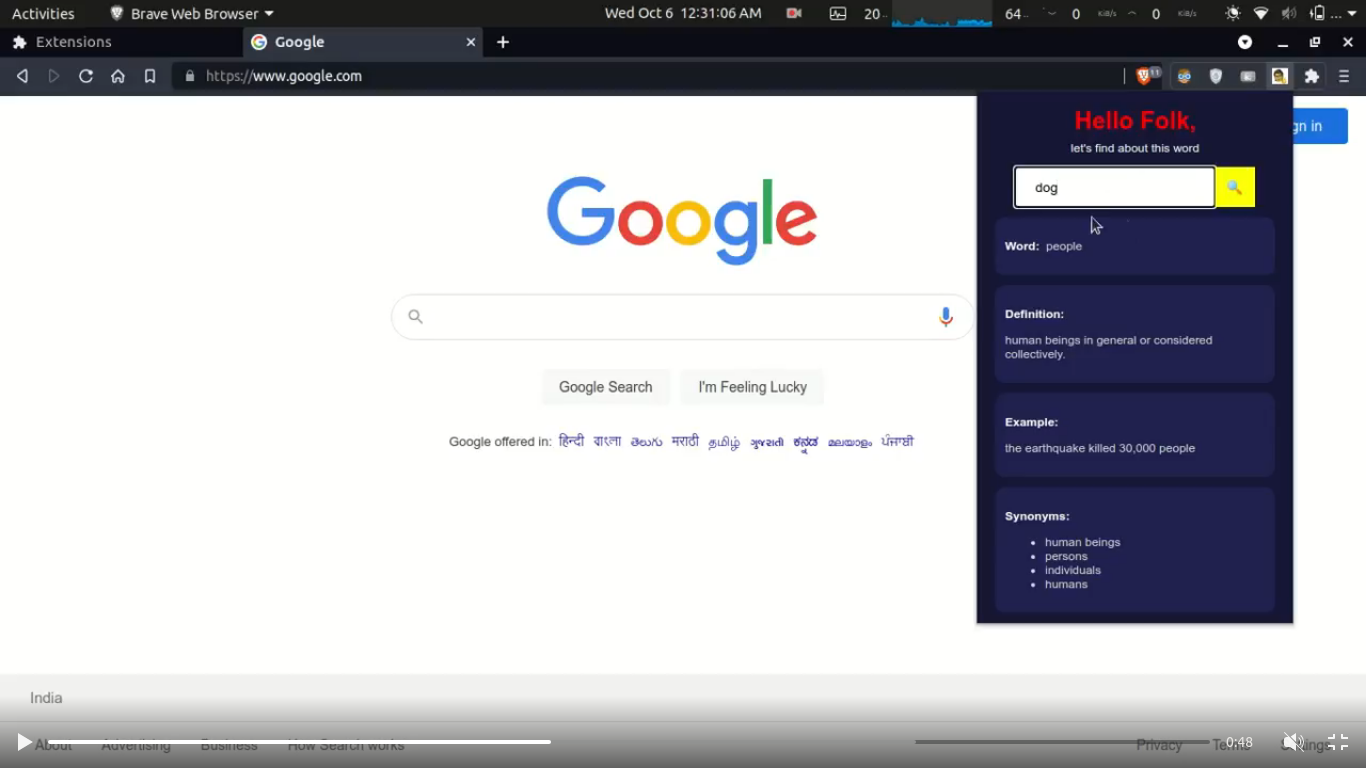 Activities Brave Web Browser Wed Oct 6 12:31:06 AM 20.. 64.. 0 KiB/s 0 KiB/s ...
Extensions Google
https://www.google.com 11
Hello Folk,
gn in
let's find about this word
dog
Google
Word: people
Definition:
human beings in general or considered
collectively.
Google Search I'm Feeling Lucky
Example:
Google offered in: हिन्दी বাংলা తెలుగు मराठी தமிழ் ગુજરાતી ಕನ್ನಡ മലയാളം ਪੰਜਾਬੀ
the earthquake killed 30,000 people
Synonyms:
human beings
persons
individuals
humans
India
About Advertising Business How Search works Privacy Terms Settings
0:48